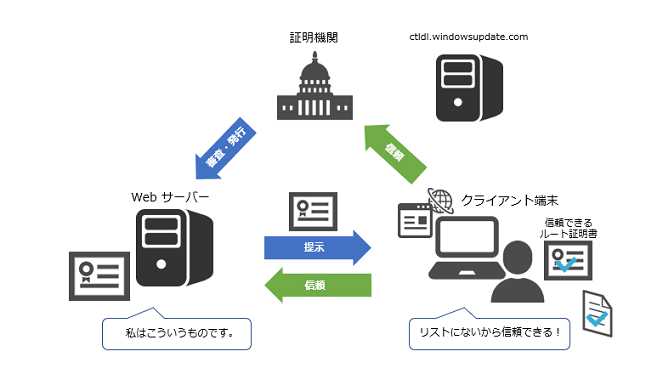 証明機関
ctldl.windowsupdate.com
審査・発行
信頼
Web サーバー
クライアント端末
信頼できる
ルート証明書
提示
信頼
私はこういうものです。
リストにないから信頼できる！